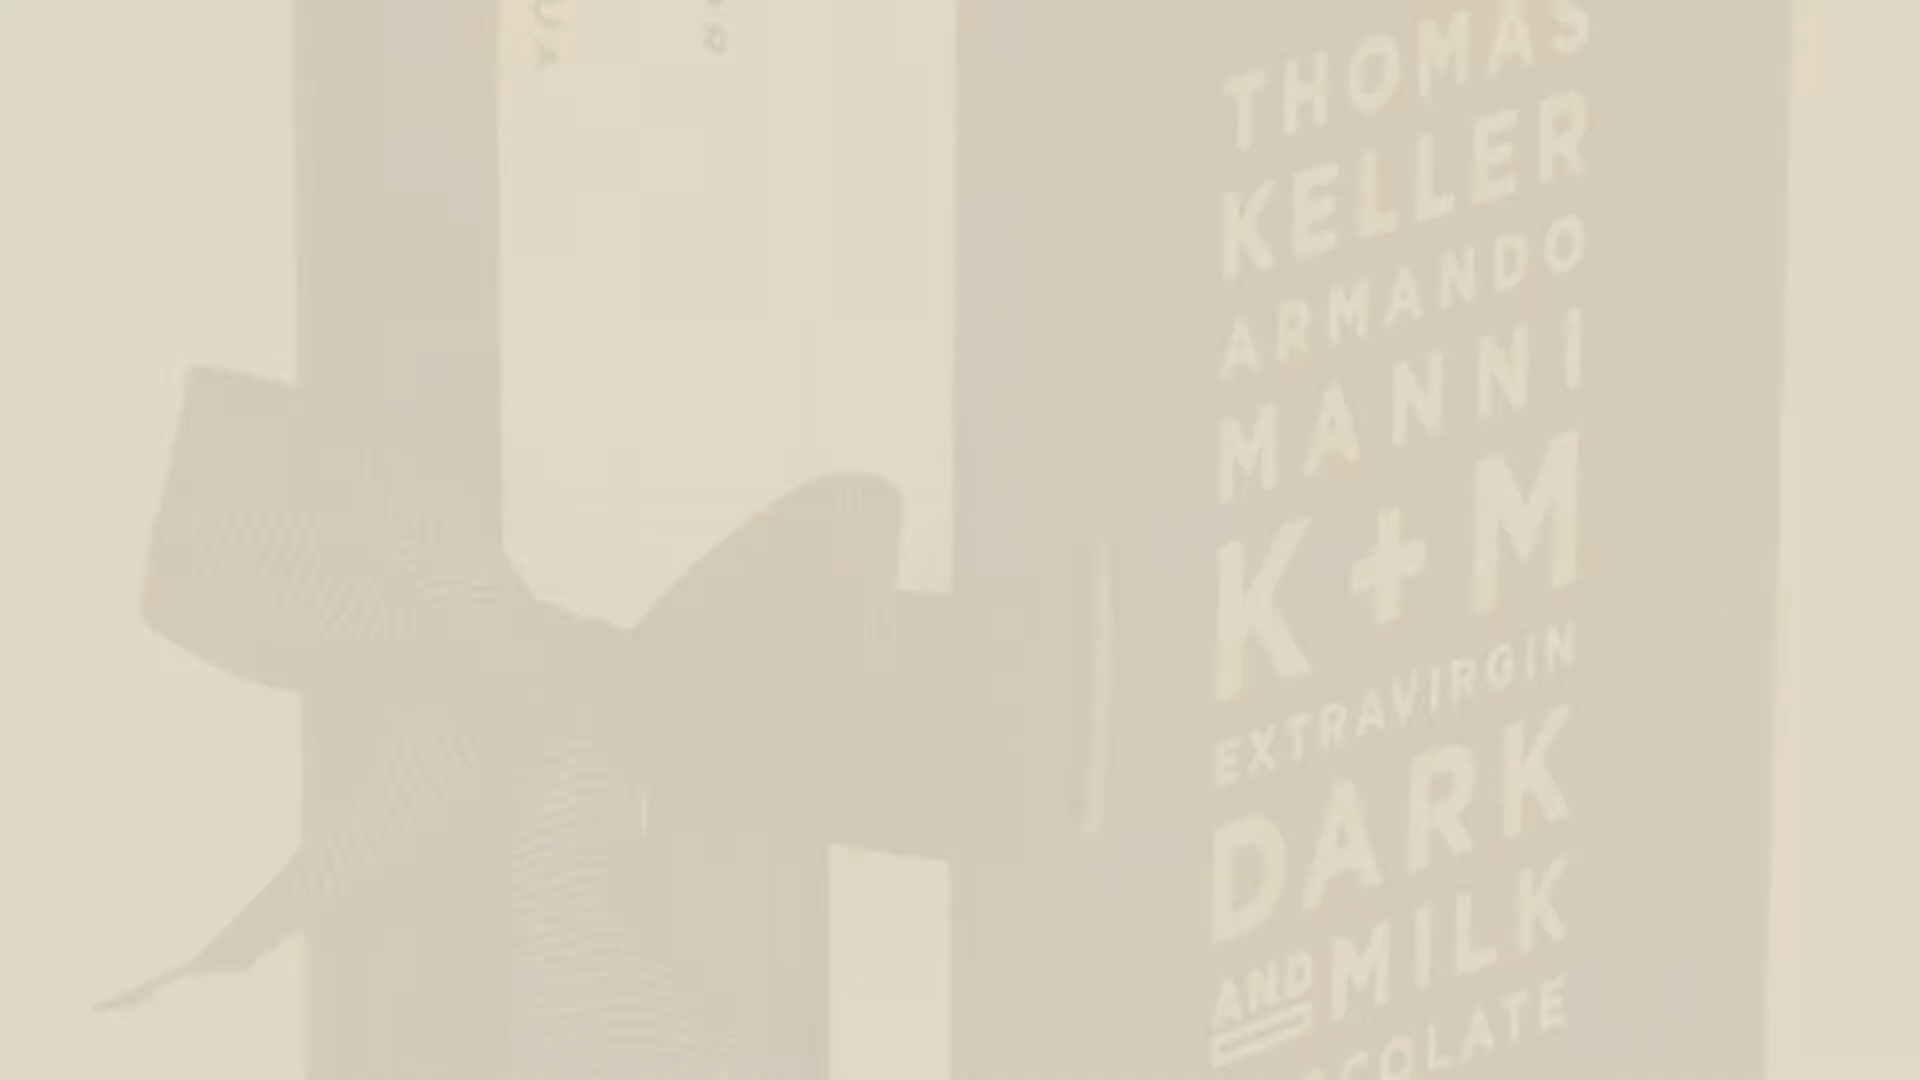 THOMAS
KELLER
ARMANDO
MANNI
K+M
EXTRAVIRGIN
DARK
AND MILK